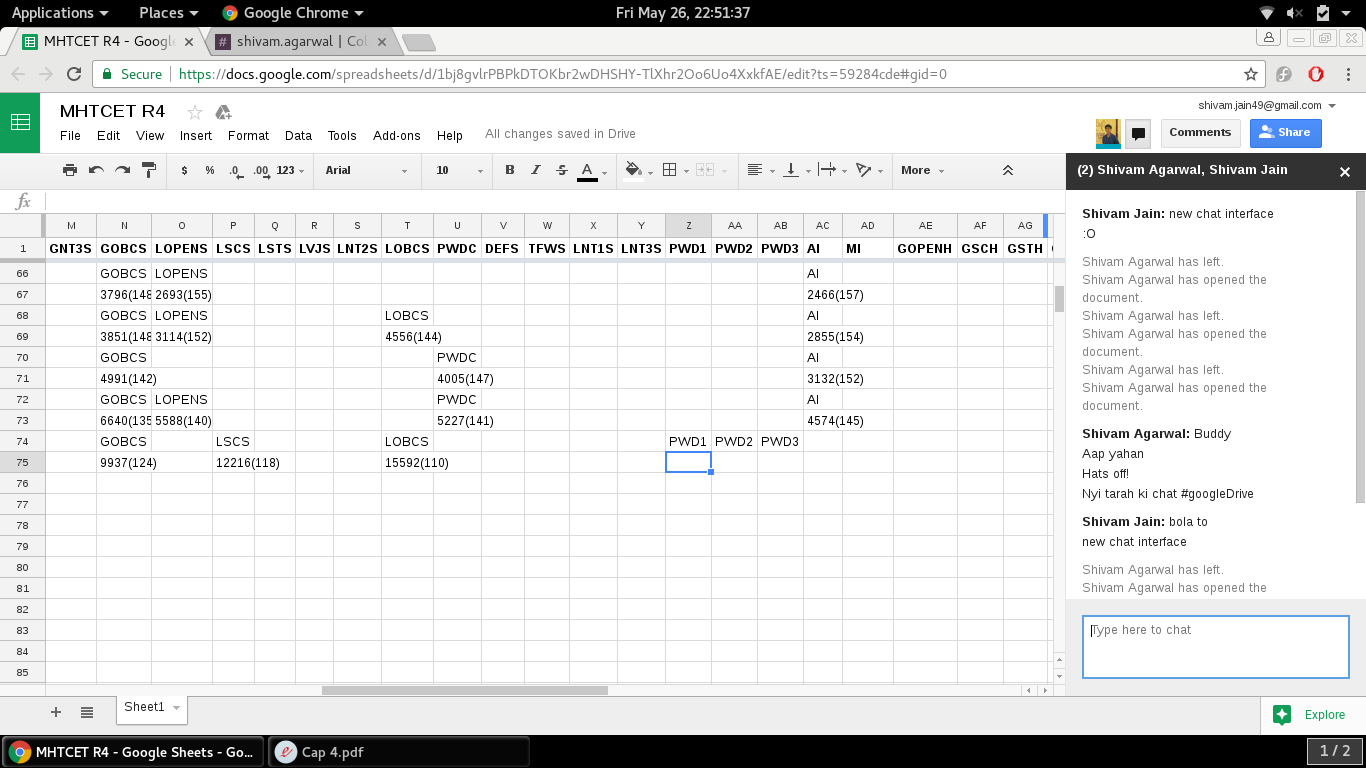 Applications Places Google Chrome Fri May 26, 22:51:37
MHTCET R4 - Google shivam.agarwal | Col
Secure https://docs.google.com/spreadsheets/d/1bj8gvlrPBPkDTOKbr2wDHSHY-TlXhr2Oo6Uo4XxkfAE/edit?ts=59284cde#gid=0
MHTCET R4
shivam.jain49@gmail.com
File Edit View Insert Format Data Tools Add-ons Help All changes saved in Drive
Comments Share
$ % .0 .00 123 Arial 10 B I S A More
fx
M N O P Q R S T U V W X Y Z AA AB AC AD AE AF AG
1 GNT3S GOBCS LOPENS LSCS LSTS LVJS LNT2S LOBCS PWDC DEFS TFWS LNT1S LNT3S PWD1 PWD2 PWD3 AI MI GOPENH GSCH GSTH
66 GOBCS LOPENS AI
67 3796(148 2693(155) 2466(157)
68 GOBCS LOPENS LOBCS AI
69 3851(148 3114(152) 4556(144) 2855(154)
70 GOBCS PWDC AI
71 4991(142) 4005(147) 3132(152)
72 GOBCS LOPENS PWDC AI
73 6640(135 5588(140) 5227(141) 4574(145)
74 GOBCS LSCS LOBCS PWD1 PWD2 PWD3
75 9937(124) 12216(118) 15592(110)
76
77
78
79
80
81
82
83
84
85
(2) Shivam Agarwal, Shivam Jain
Shivam Jain: new chat interface
:O
Shivam Agarwal has left.
Shivam Agarwal has opened the
document.
Shivam Agarwal has left.
Shivam Agarwal has opened the
document.
Shivam Agarwal has left.
Shivam Agarwal has opened the
document.
Shivam Agarwal: Buddy
Aap yahan
Hats off!
Nyi tarah ki chat #googleDrive
Shivam Jain: bola to
new chat interface
Shivam Agarwal has left.
Shivam Agarwal has opened the
Type here to chat
Sheet1
Explore
MHTCET R4 - Google Sheets - Go... Cap 4.pdf 1 / 2